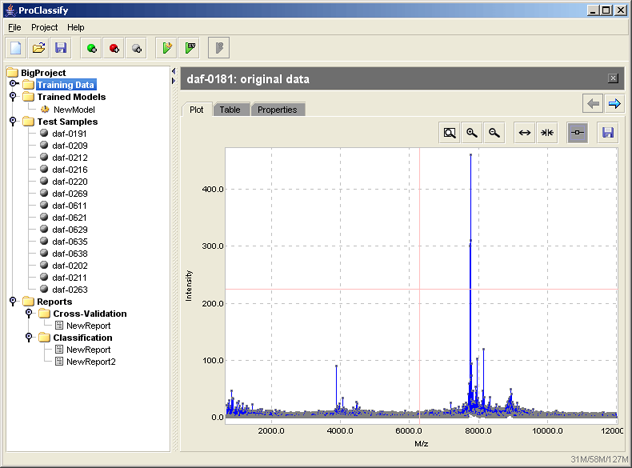 ProClassify
File Project Help
BigProject
Training Data
Trained Models
NewModel
Test Samples
daf-0191
daf-0209
daf-0212
daf-0216
daf-0220
daf-0269
daf-0611
daf-0621
daf-0629
daf-0635
daf-0638
daf-0202
daf-0211
daf-0263
Reports
Cross-Validation
NewReport
Classification
NewReport
NewReport2
daf-0181: original data
Plot Table Properties
400.0
300.0
200.0
100.0
0.0
Intensity
2000.0 4000.0 6000.0 8000.0 10000.0 12000
M/z
31M/58M/127M